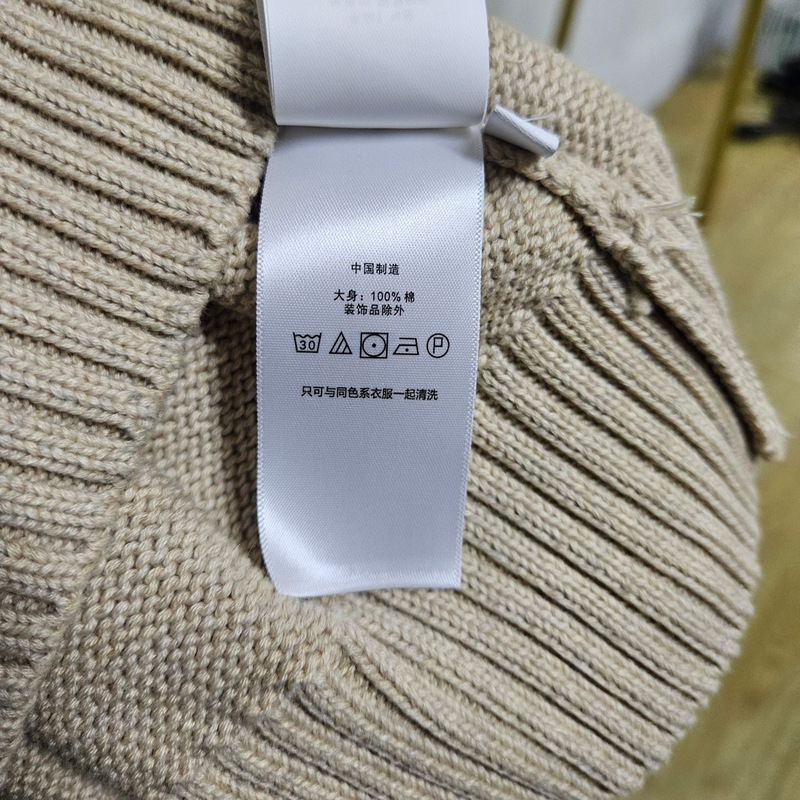 中国制造
大身：100% 棉
装饰品除外
30 P
只可与同色系衣服一起清洗